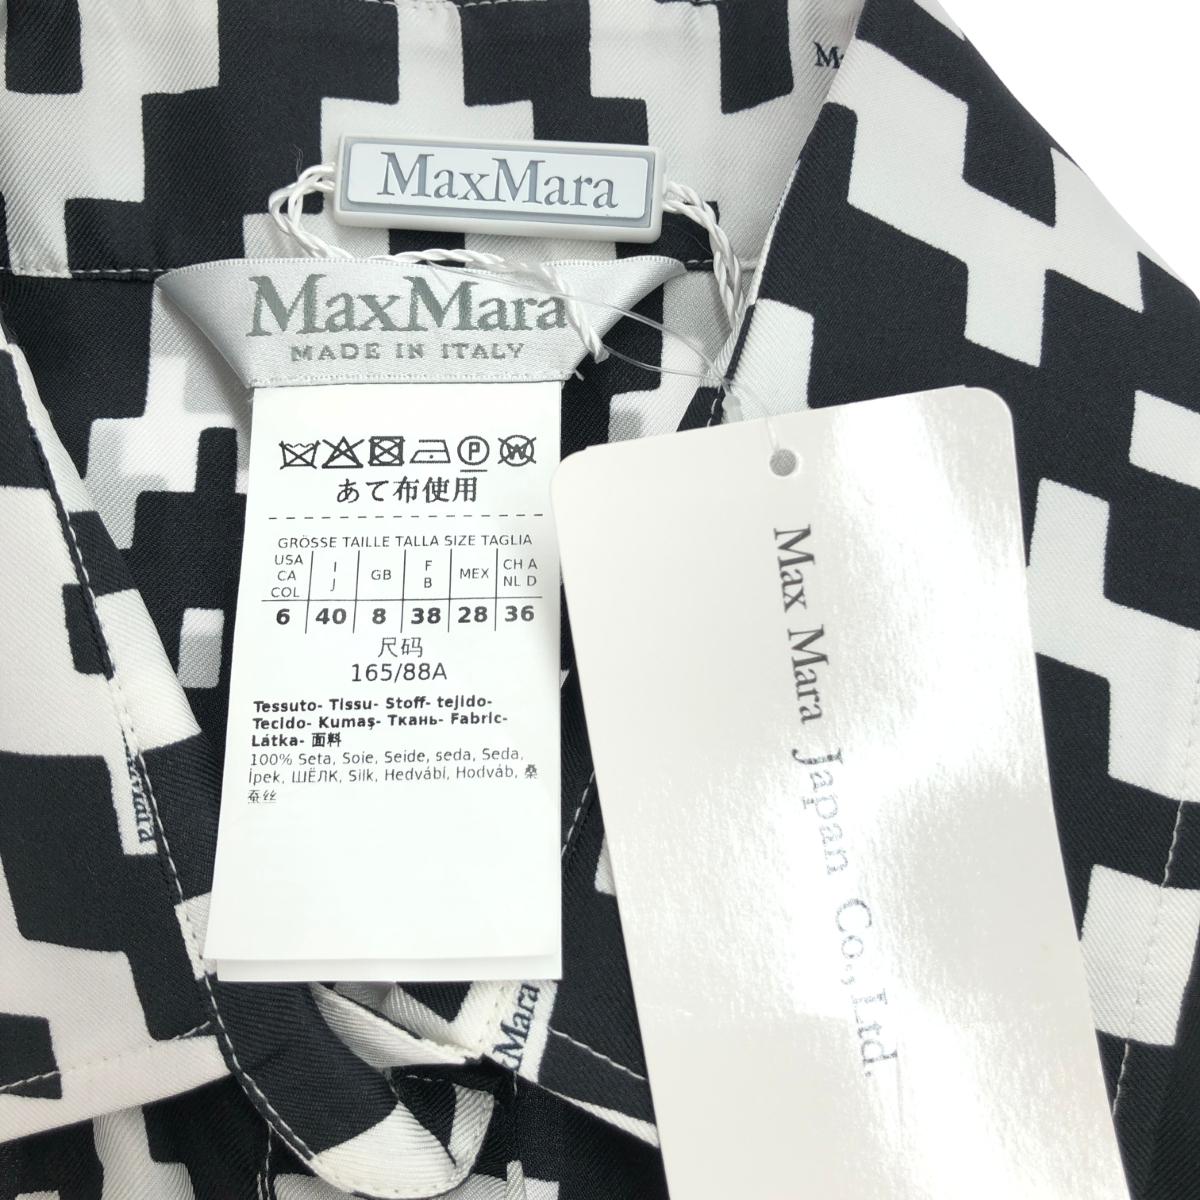 MaxMara
MaxMara
MADE IN ITALY
P
W
あて布使用
GRÖSSE TAILLE TALLA SIZE TAGLIA
USA CA COL I J GB F B MEX CH A NL D
6 40 8 38 28 36
尺码
165/88A
Tessuto- Tissu- Stoff- tejido-
Tecido- Kumaş- Ткань- Fabric-
Látka- 面料
100% Seta, Soie, Seide, seda, Seda,
İpek, ШЁЛК, Silk, Hedvábí, Hodváb, 桑
蚕丝
Max Mara Japan Co.,Ltd.